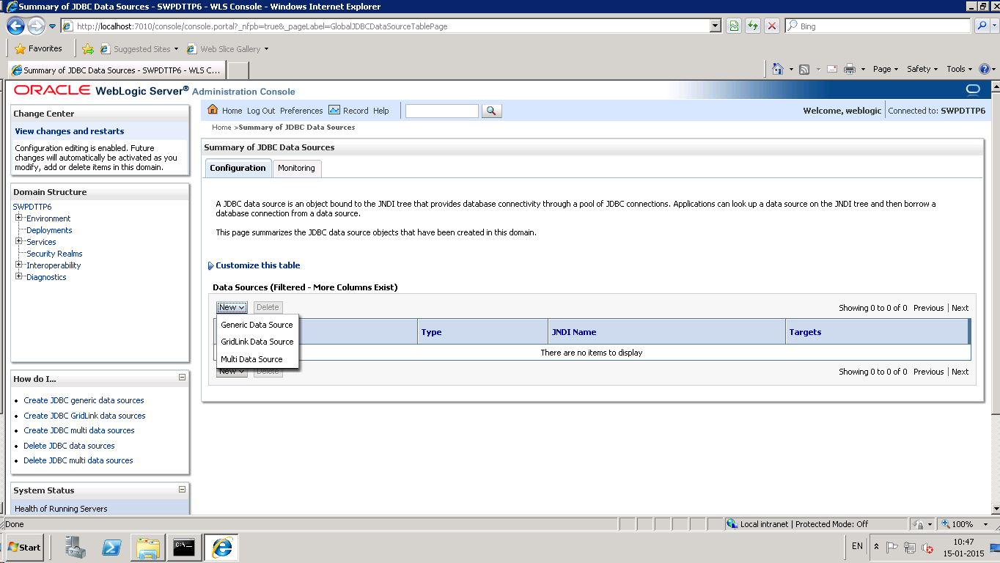 Summary of JDBC Data Sources - SWPDTTP6 - WLS Console - Windows Internet Explorer
http://localhost:7010/console/console.portal?_nfpb=true&_pageLabel=GlobalJDBCDataSourceTablePage
Bing
Favorites
Suggested Sites
Web Slice Gallery
Summary of JDBC Data Sources - SWPDTTP6 - WLS C...
Page
Safety
Tools
ORACLE WebLogic Server® Administration Console
Change Center
View changes and restarts
Configuration editing is enabled. Future
changes will automatically be activated as you
modify, add or delete items in this domain.
Domain Structure
SWPDTTP6
Environment
Deployments
Services
Security Realms
Interoperability
Diagnostics
How do I...
Create JDBC generic data sources
Create JDBC GridLink data sources
Create JDBC multi data sources
Delete JDBC data sources
Delete JDBC multi data sources
System Status
Health of Running Servers
Home Log Out Preferences Record Help
Welcome, weblogic
Connected to: SWPDTTP6
Home >Summary of JDBC Data Sources
Summary of JDBC Data Sources
Configuration
Monitoring
A JDBC data source is an object bound to the JNDI tree that provides database connectivity through a pool of JDBC connections. Applications can look up a data source on the JNDI tree and then borrow a
database connection from a data source.
This page summarizes the JDBC data source objects that have been created in this domain.
Customize this table
Data Sources (Filtered - More Columns Exist)
New
Delete
Showing 0 to 0 of 0 Previous | Next
Generic Data Source
GridLink Data Source
Multi Data Source
Type
JNDI Name
Targets
There are no items to display
New
Delete
Showing 0 to 0 of 0 Previous | Next
Done
Local intranet | Protected Mode: Off
100%
Start
C:\
EN
10:47
15-01-2015